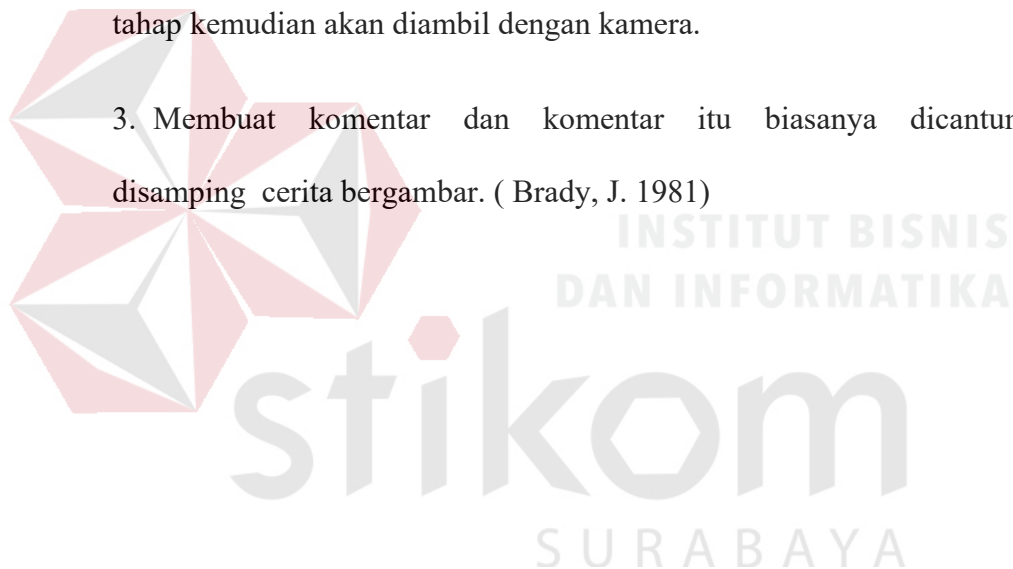 tahap kemudian akan diambil dengan kamera.
3. Membuat komentar dan komentar itu biasanya
disamping cerita bergambar. ( Brady, J. 1981)
INSTITUT BISNIS
DAN INFORMATIKA
stikom
SURABAYA